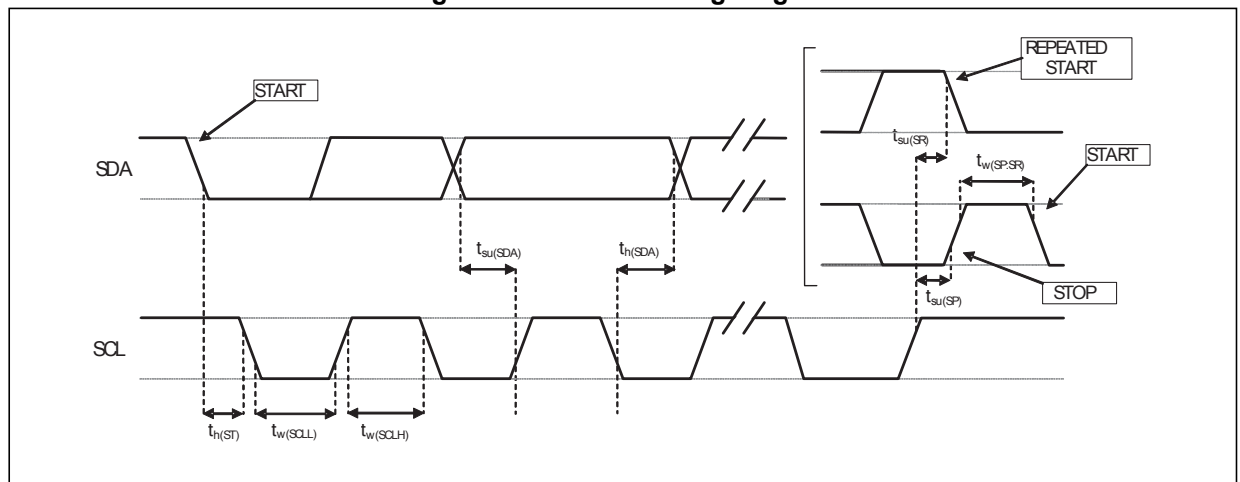 REPEATED
START
START
tsu(SR)
tw(SP:SR)
START
SDA
tsu(SDA)
th(SDA)
tsu(SP)
STOP
SCL
th(ST)
tw(SCLL)
tw(SCLH)